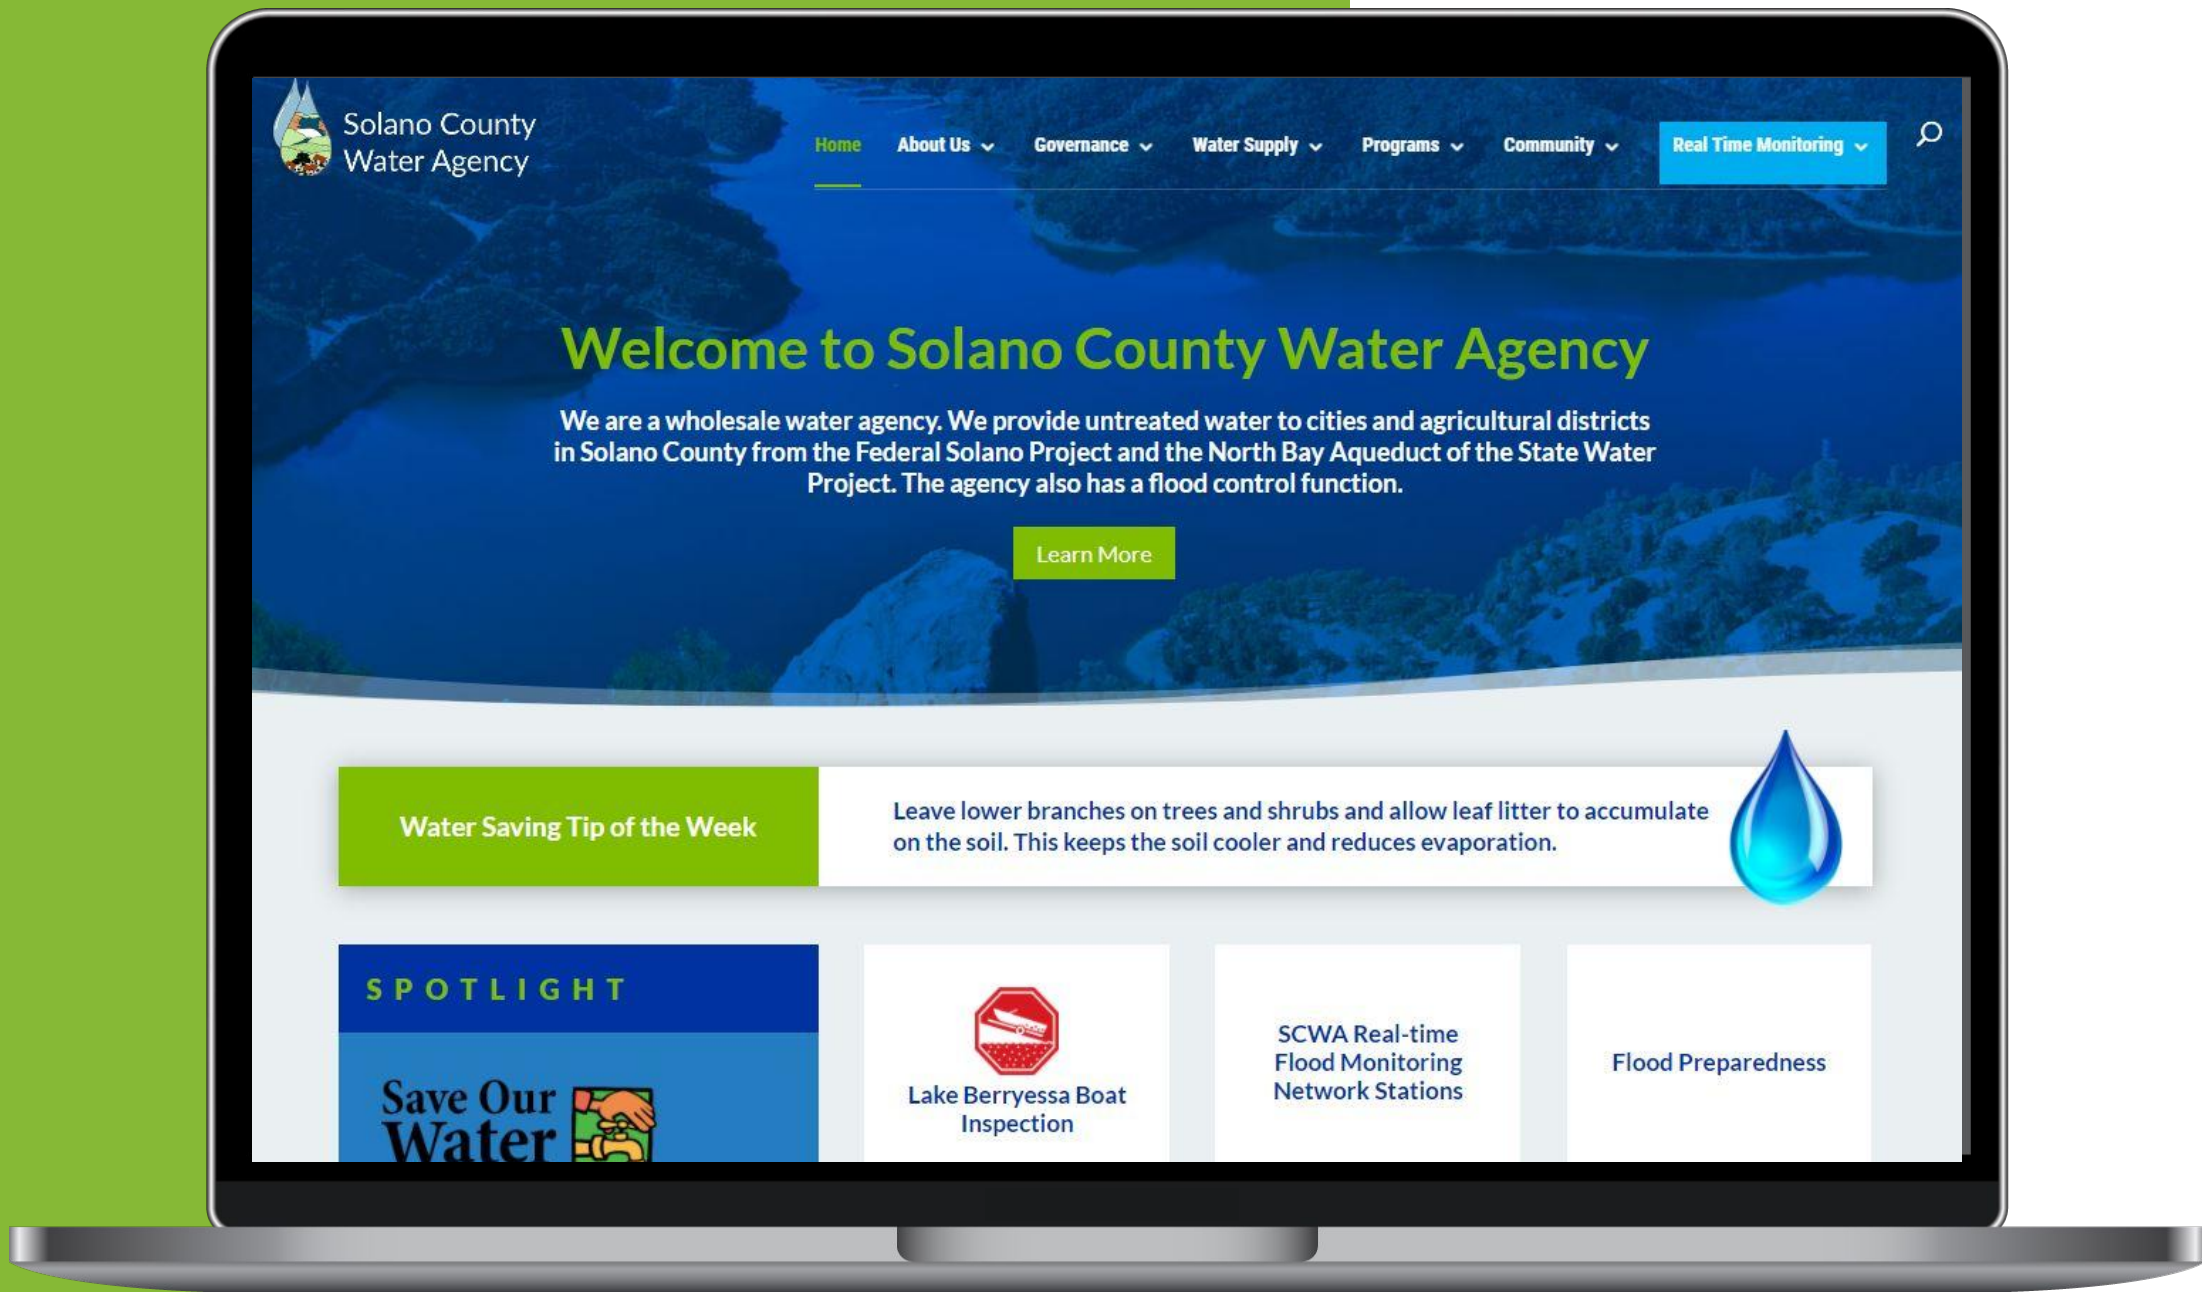 Solano County
Water Agency
Home
About Us
Governance
Water Supply
Programs
Community
Real Time Monitoring
Welcome to Solano County Water Agency
We are a wholesale water agency. We provide untreated water to cities and agricultural districts
in Solano County from the Federal Solano Project and the North Bay Aqueduct of the State Water
Project. The agency also has a flood control function.
Learn More
Water Saving Tip of the Week
Leave lower branches on trees and shrubs and allow leaf litter to accumulate
on the soil. This keeps the soil cooler and reduces evaporation.
SPOTLIGHT
Save Our
Water
Lake Berryessa Boat
Inspection
SCWA Real-time
Flood Monitoring
Network Stations
Flood Preparedness